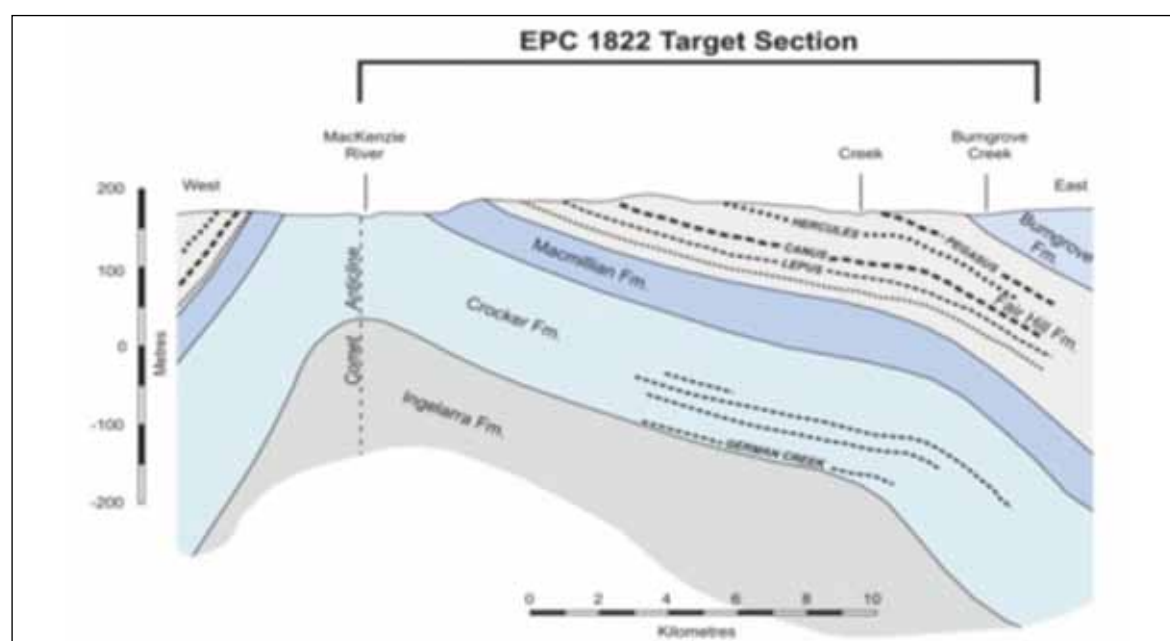 EPC 1822 Target Section
MacKenzie
River
Creek
Burngrove
Creek
West
East
200
100
0
-100
-200
Metres
Comet Anticline
HERCULES
PEGASUS
CANUS
LEPUS
Burngrove
Fm.
Fair Hill Fm.
Macmillian Fm.
Crocker Fm.
Ingelarra Fm.
GERMAN CREEK
0 2 4 6 8 10
Kilometres